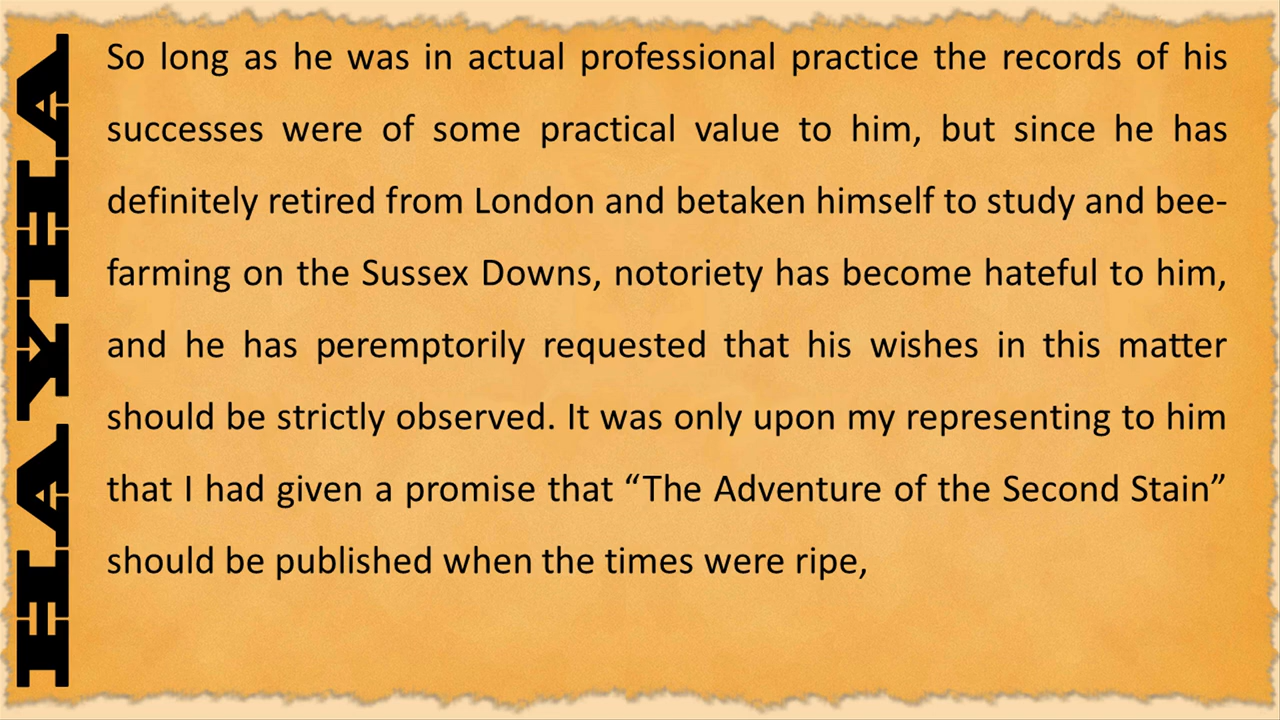 HAYHA
So long as he was in actual professional practice the records of his
successes were of some practical value to him, but since he has
definitely retired from London and betaken himself to study and bee-
farming on the Sussex Downs, notoriety has become hateful to him,
and he has peremptorily requested that his wishes in this matter
should be strictly observed. It was only upon my representing to him
that I had given a promise that “The Adventure of the Second Stain”
should be published when the times were ripe,